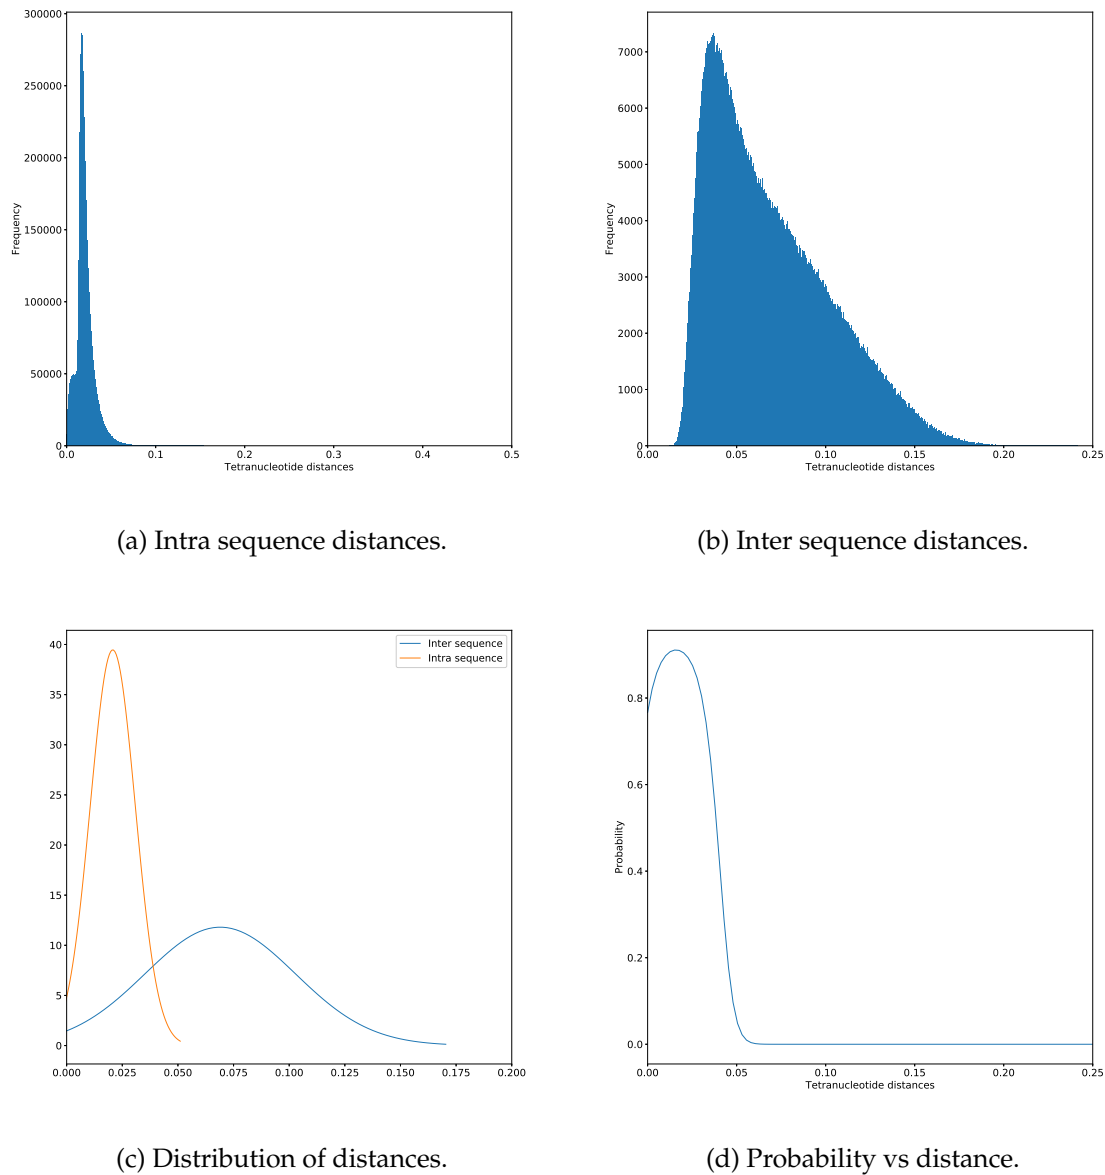 300000
250000
200000
150000
100000
50000
0
Frequency
0.0 0.1 0.2 0.3 0.4 0.5
Tetranucleotide distances
(a) Intra sequence distances.
7000
6000
5000
4000
3000
2000
1000
0
Frequency
0.00 0.05 0.10 0.15 0.20 0.25
Tetranucleotide distances
(b) Inter sequence distances.
Inter sequence
Intra sequence
40
35
30
25
20
15
10
5
0
0.000 0.025 0.050 0.075 0.100 0.125 0.150 0.175 0.200
(c) Distribution of distances.
0.8
0.6
0.4
0.2
0.0
Probability
0.00 0.05 0.10 0.15 0.20 0.25
Tetranucleotide distances
(d) Probability vs distance.